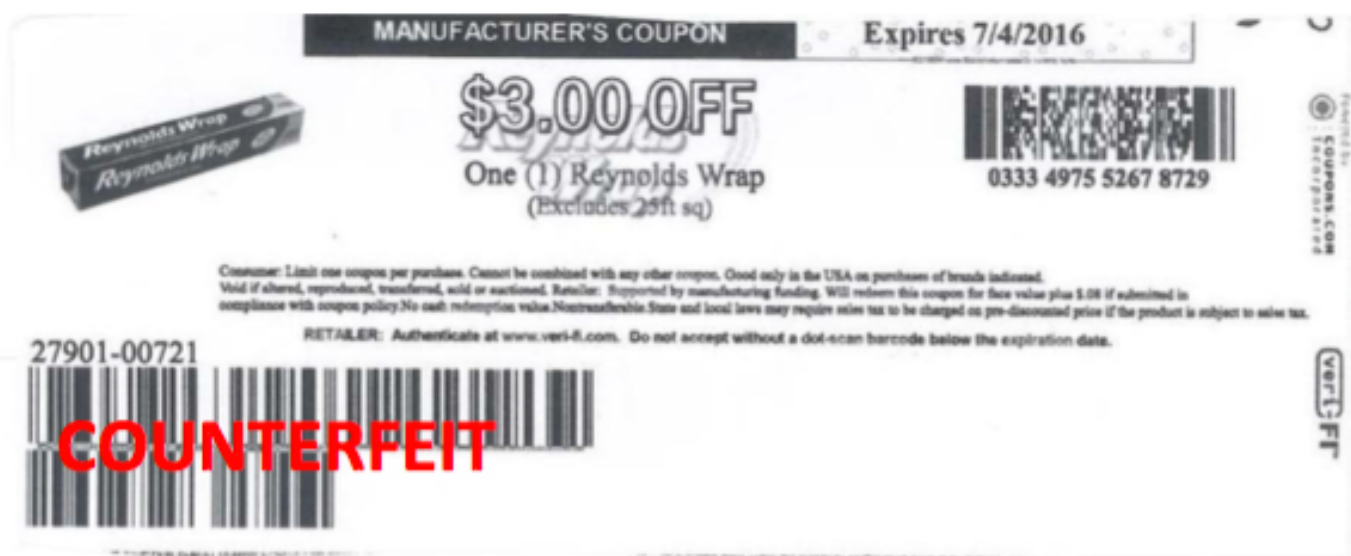 MANUFACTURER'S COUPON
Expires 7/4/2016
$3.00 OFF
Reynolds Wrap
Reynolds Wrap
Reynolds Wrap
One (1) Reynolds Wrap
(Excludes 25ft sq)
0333 4975 5267 8729
Provided by
COUPONS.COM
Incorporated
Consumer: Limit one coupon per purchase. Cannot be combined with any other coupon. Good only in the USA on purchases of brands indicated.
Void if altered, reproduced, transferred, sold or auctioned. Retailer: Supported by manufacturing funding. Will redeem this coupon for face value plus $.08 if submitted in
compliance with coupon policy.No cash redemption value.Nontransferable.State and local laws may require sales tax to be charged on pre-discounted price if the product is subject to sales tax.
RETAILER: Authenticate at www.veri-fi.com. Do not accept without a dot-scan barcode below the expiration date.
27901-00721
COUNTERFEIT
veri-fi